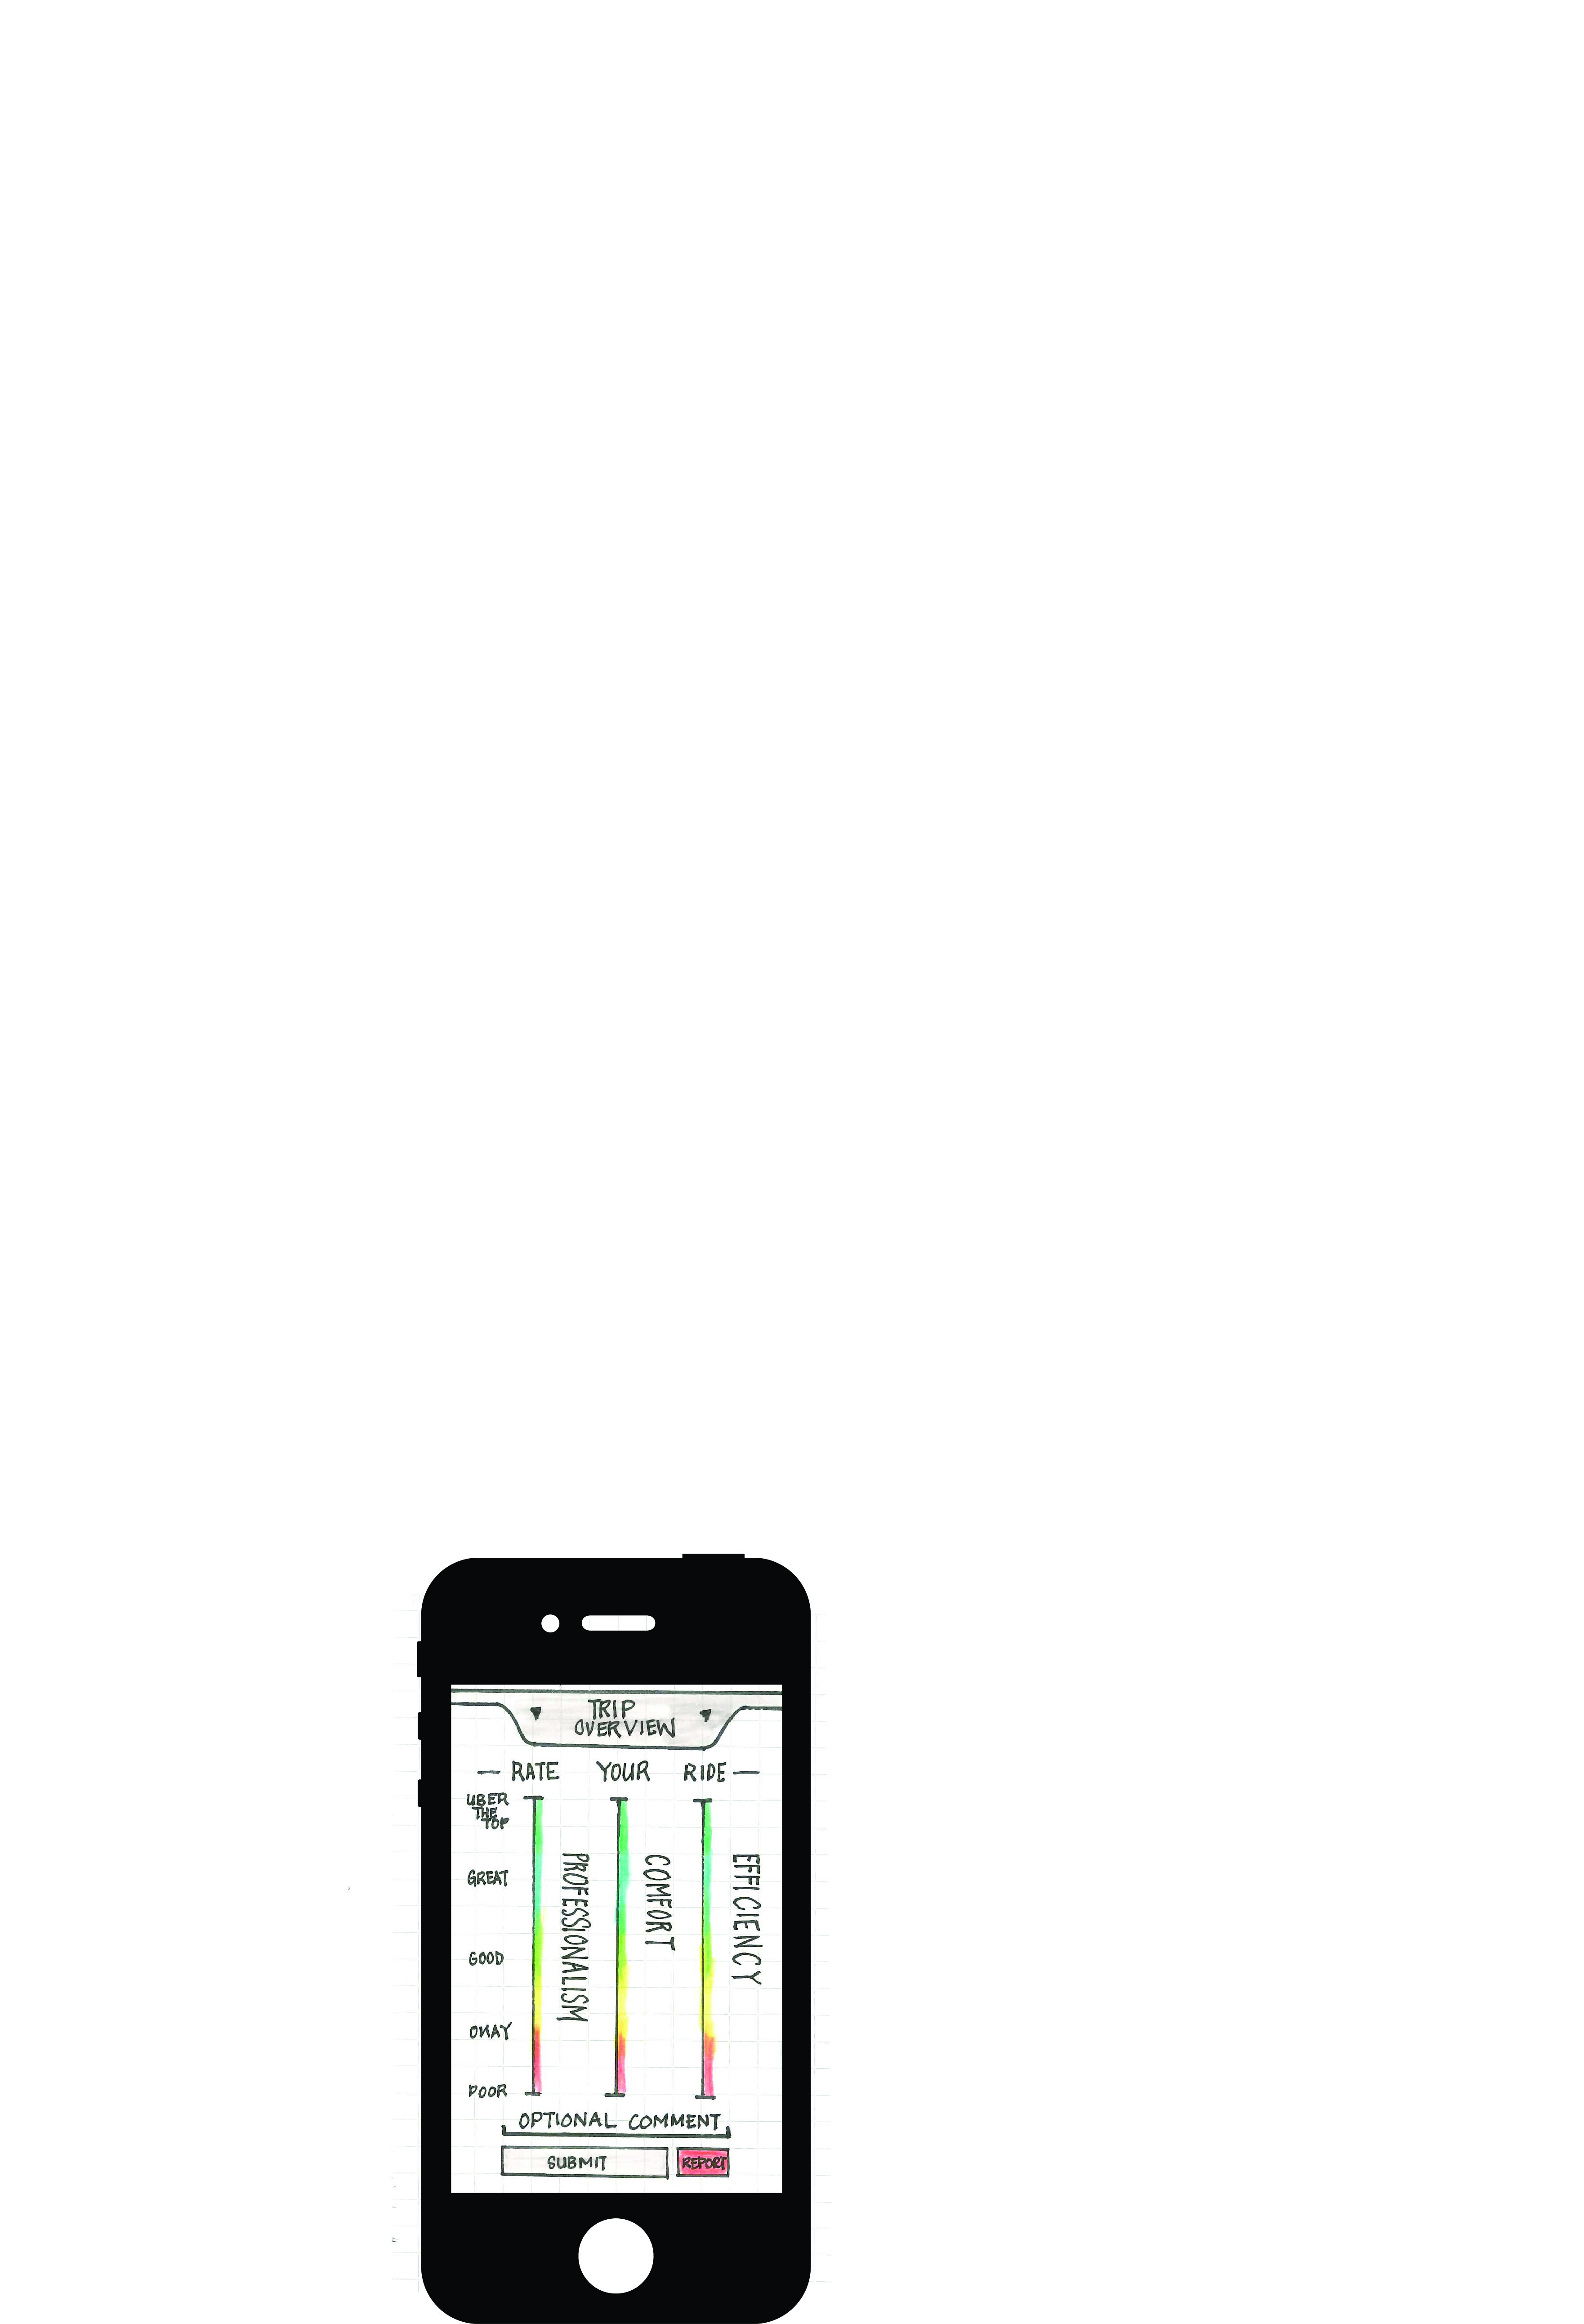 TRIP
OVERVIEW
— RATE YOUR RIDE —
UBER
THE
TOP
GREAT
GOOD
OKAY
POOR
PROFESSIONALISM
COMFORT
EFFICIENCY
OPTIONAL COMMENT
SUBMIT
REPORT